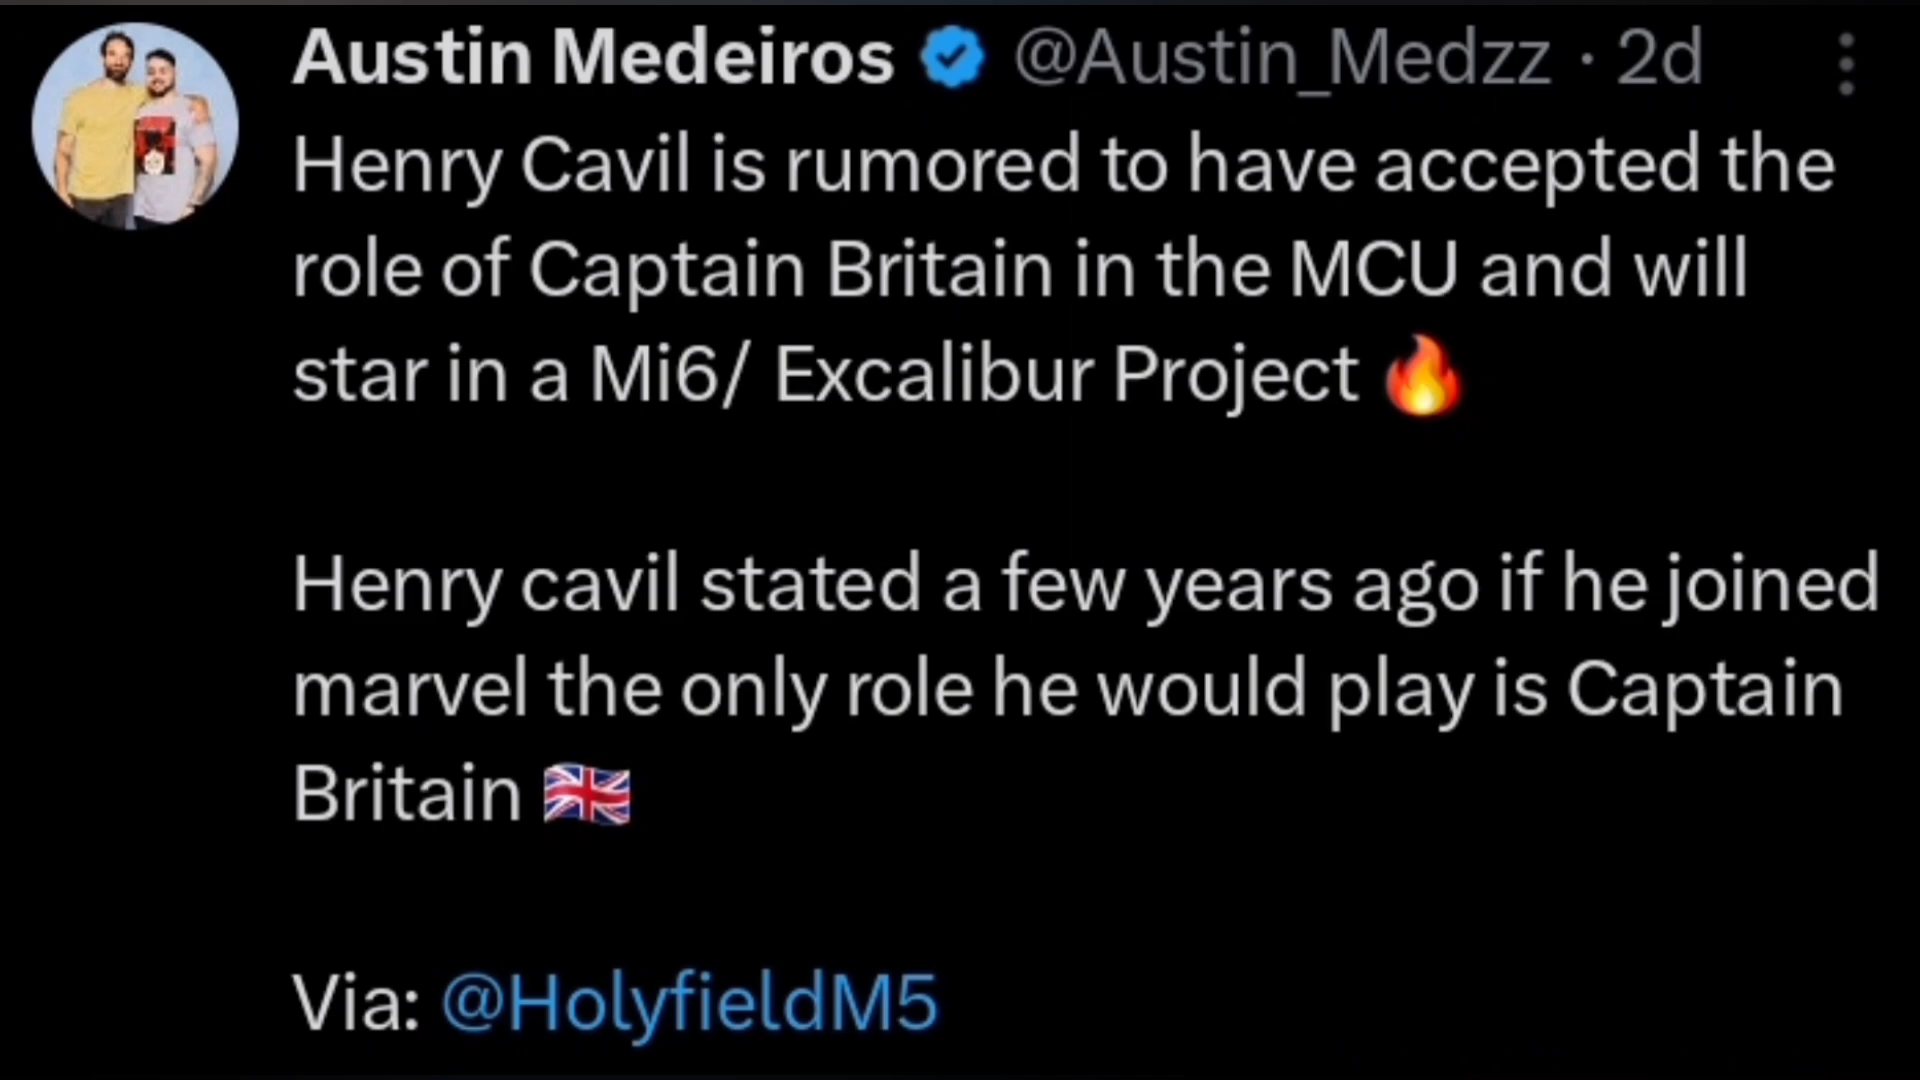 Austin Medeiros @Austin_Medzz · 2d
Henry Cavil is rumored to have accepted the
role of Captain Britain in the MCU and will
star in a Mi6/ Excalibur Project 🔥
Henry cavil stated a few years ago if he joined
marvel the only role he would play is Captain
Britain 🇬🇧
Via: @HolyfieldM5